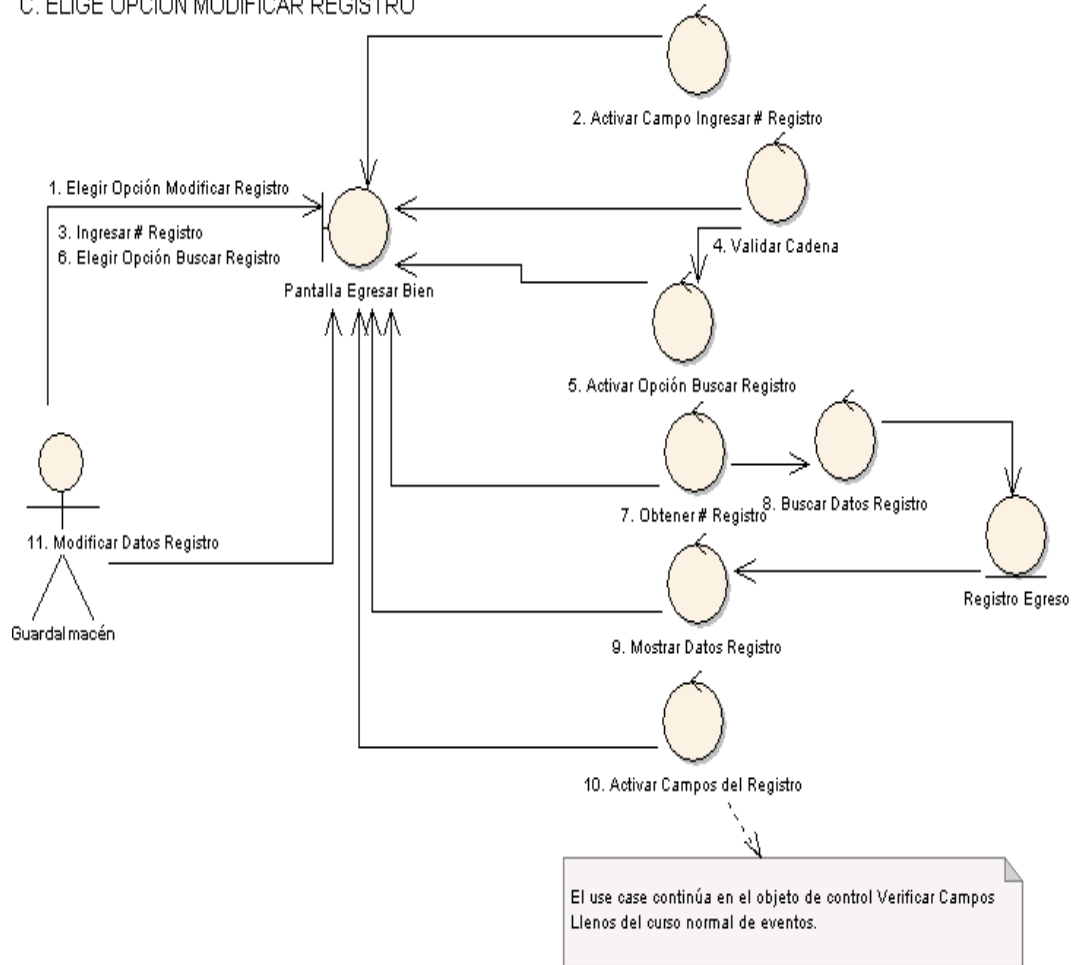 C. ELIGE OPCIÓN MODIFICAR REGISTRO
2. Activar Campo Ingresar # Registro
1. Elegir Opción Modificar Registro
3. Ingresar # Registro
6. Elegir Opción Buscar Registro
4. Validar Cadena
Pantalla Egresar Bien
5. Activar Opción Buscar Registro
8. Buscar Datos Registro
7. Obtener # Registro
11. Modificar Datos Registro
Registro Egreso
Guardalmacén
9. Mostrar Datos Registro
10. Activar Campos del Registro
El use case continúa en el objeto de control Verificar Campos
Llenos del curso normal de eventos.